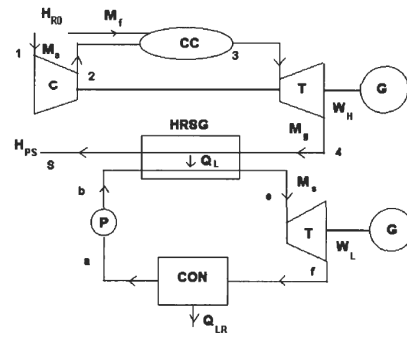 H_R0
M_f
1
M_a
CC
3
2
C
T
G
W_H
HRSG
M_g
H_PS
S
Q_L
4
b
M_s
e
P
T
G
W_L
a
CON
f
Q_LR